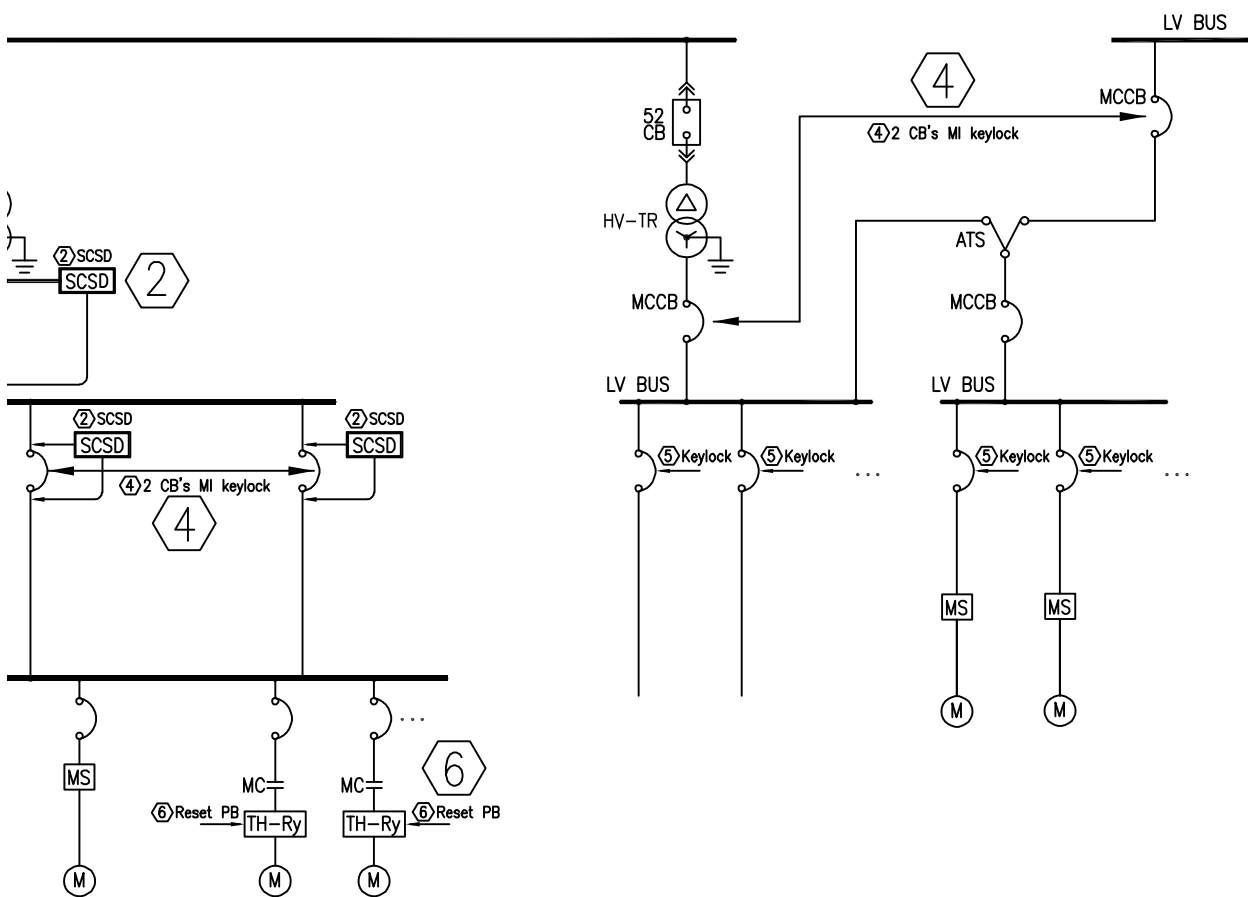 LV BUS
4
MCCB
52
CB
4 2 CB's MI keylock
HV-TR
ATS
2 SCSD
SCSD
2
MCCB
MCCB
LV BUS
LV BUS
2 SCSD
2 SCSD
SCSD
SCSD
5 Keylock
5 Keylock
5 Keylock
5 Keylock
...
...
4 2 CB's MI keylock
4
MS
MS
M
M
...
6
MS
MC
MC
6 Reset PB
6 Reset PB
TH-Ry
TH-Ry
M
M
M